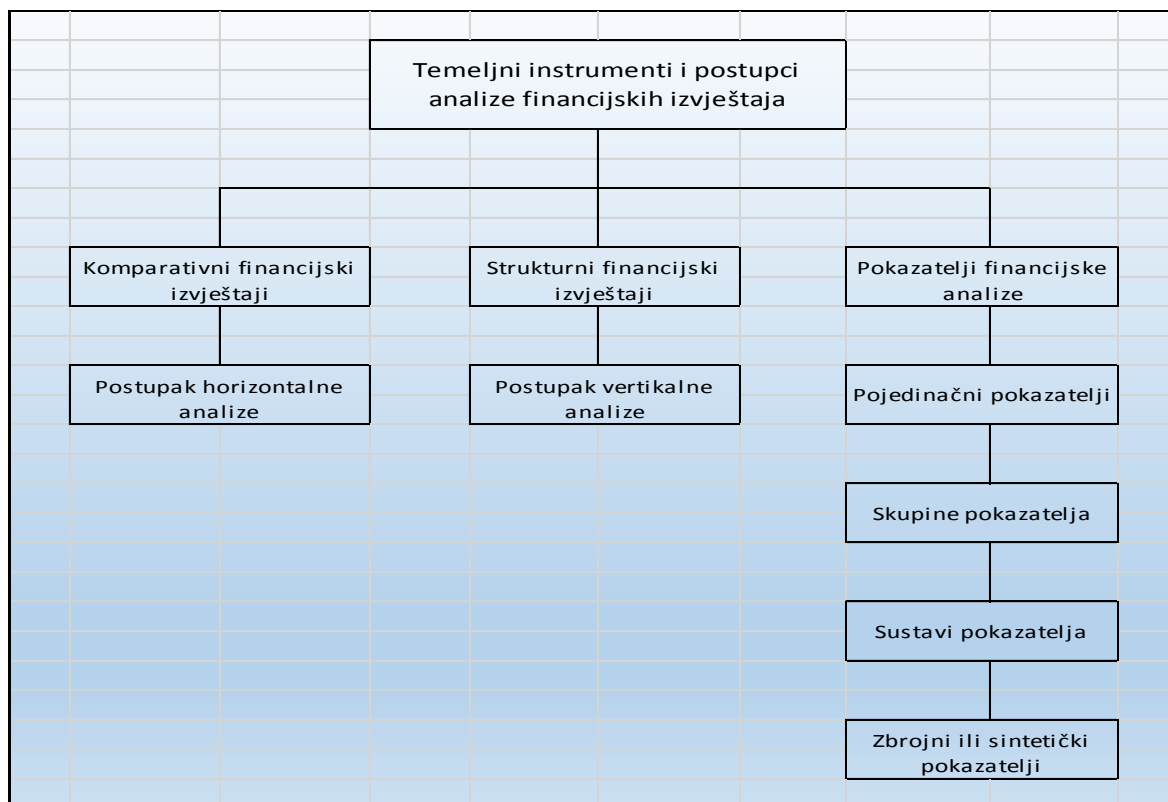 Temeljni instrumenti i postupci
analize financijskih izvještaja
Komparativni financijski
izvještaji
Strukturni financijski
izvještaji
Pokazatelji financijske
analize
Postupak horizontalne
analize
Postupak vertikalne
analize
Pojedinačni pokazatelji
Skupine pokazatelja
Sustavi pokazatelja
Zbrojni ili sintetički
pokazatelji